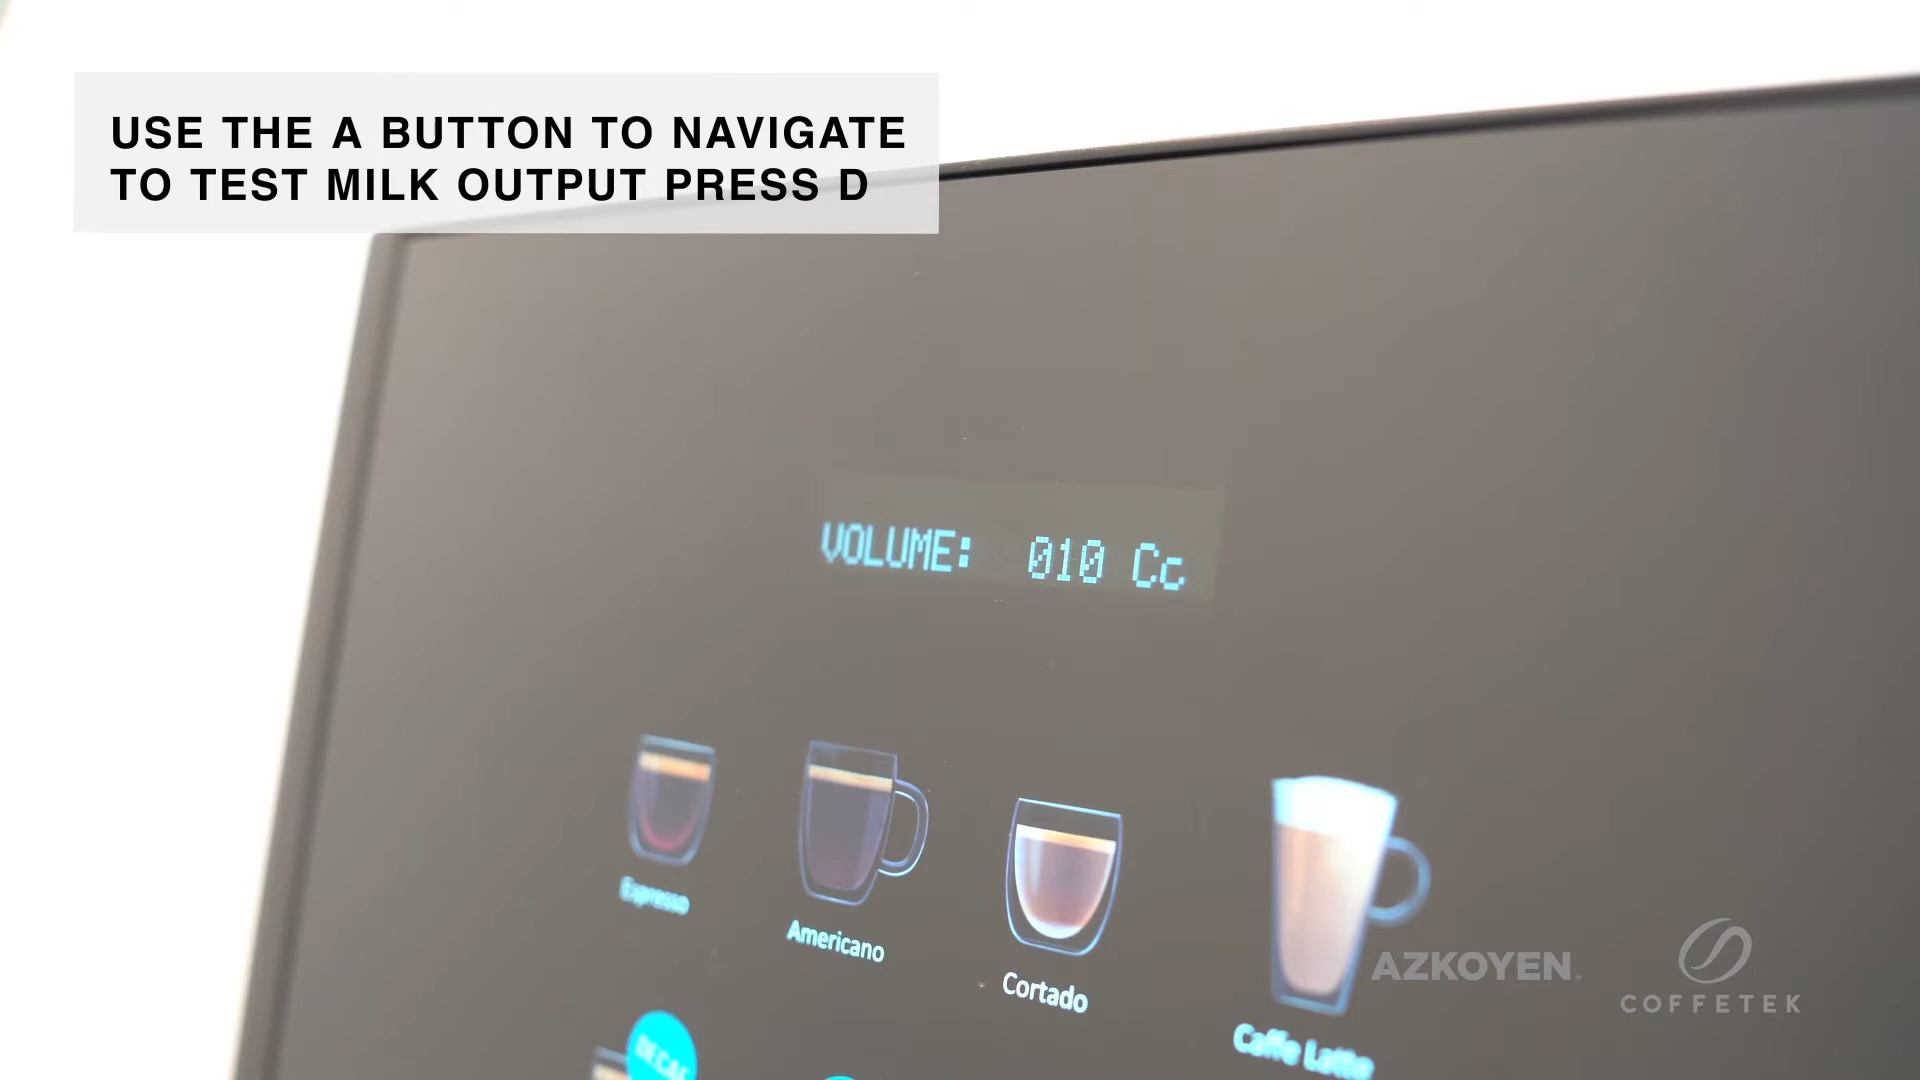 USE THE A BUTTON TO NAVIGATE
TO TEST MILK OUTPUT PRESS D
VOLUME: 010 Cc
Espresso
Americano
Cortado
Caffe Latte
DECAF
AZKOYEN
COFFETEK